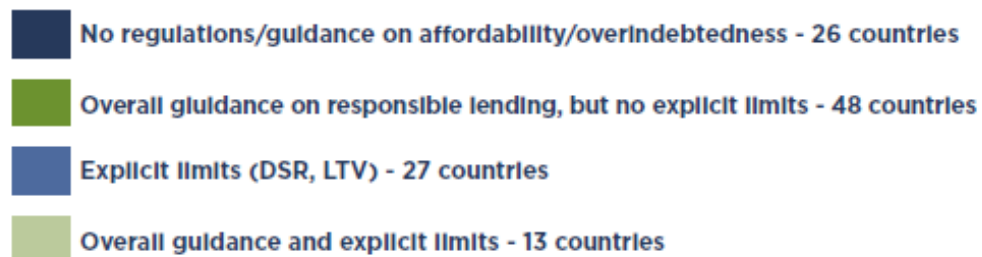 No regulations/guidance on affordability/overindebtedness - 26 countries
Overall gluidance on responsible lending, but no explicit limits - 48 countries
Explicit limits (DSR, LTV) - 27 countries
Overall guidance and explicit limits - 13 countries